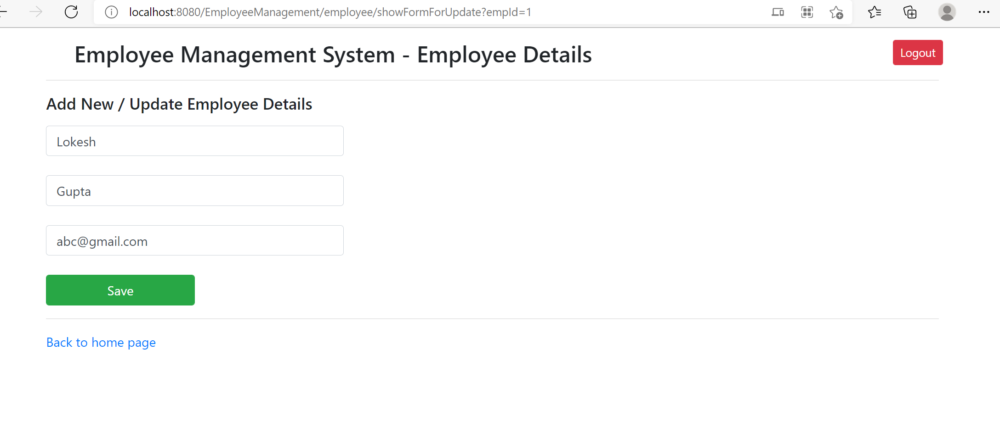 localhost:8080/EmployeeManagement/employee/showFormForUpdate?empId=1
Employee Management System - Employee Details
Logout
Add New / Update Employee Details
Lokesh
Gupta
abc@gmail.com
Save
Back to home page